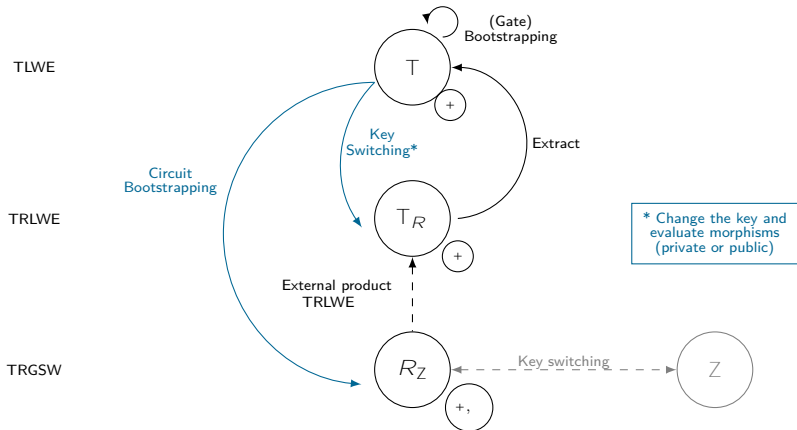 (Gate)
Bootstrapping
TLWE
T
+
Key
Switching*
Extract
Circuit
Bootstrapping
TRLWE
T_R
+
* Change the key and
evaluate morphisms
(private or public)
External product
TRLWE
Key switching
TRGSW
R_Z
Z
+,